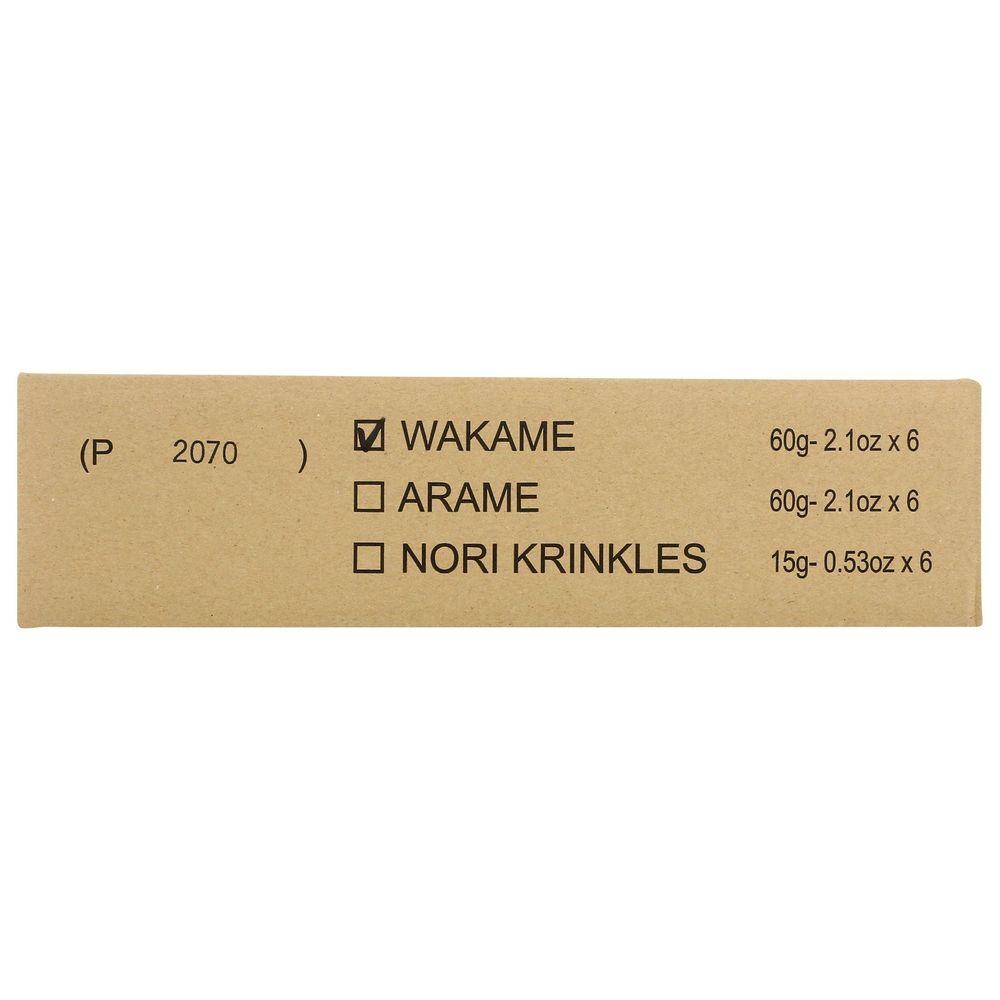 (P 2070 ) ☑ WAKAME 60g- 2.1oz x 6
☐ ARAME 60g- 2.1oz x 6
☐ NORI KRINKLES 15g- 0.53oz x 6